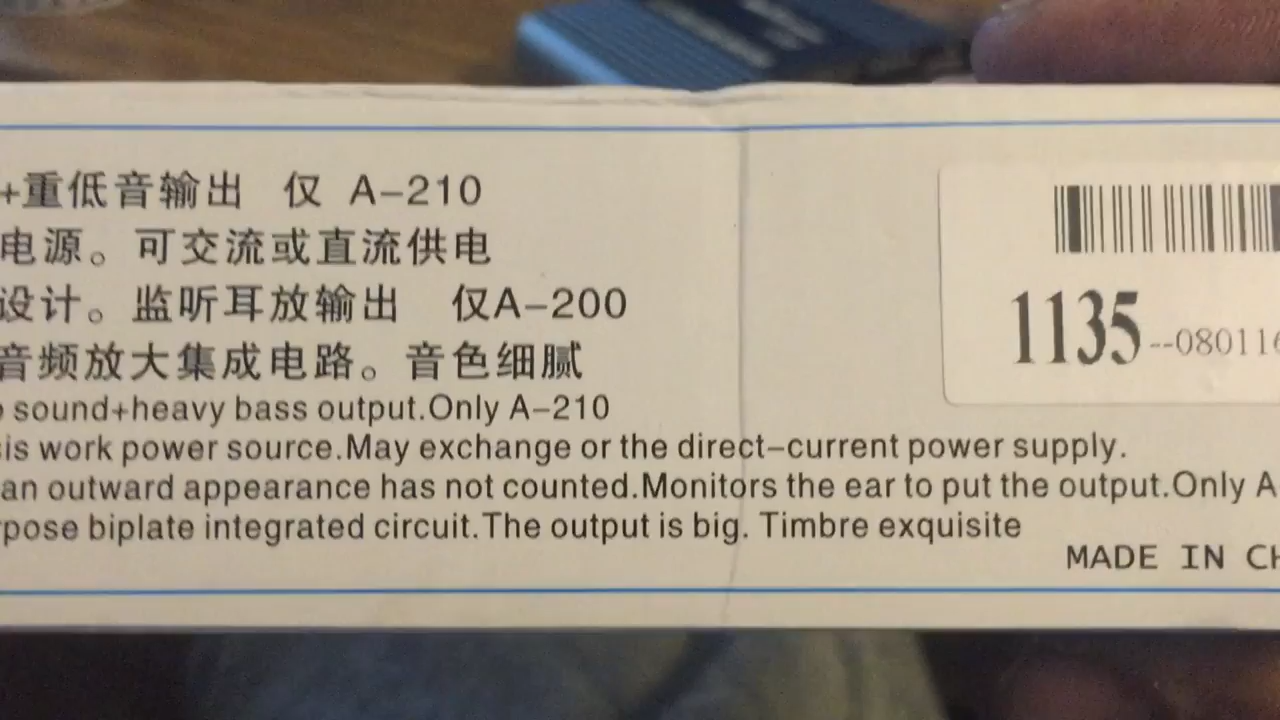 +重低音输出 仅 A-210
电源。可交流或直流供电
设计。监听耳放输出 仅A-200
音频放大集成电路。音色细腻
sound+heavy bass output.Only A-210
is work power source.May exchange or the direct-current power supply.
an outward appearance has not counted.Monitors the ear to put the output.Only A
pose biplate integrated circuit.The output is big. Timbre exquisite
1135--08011
MADE IN CH